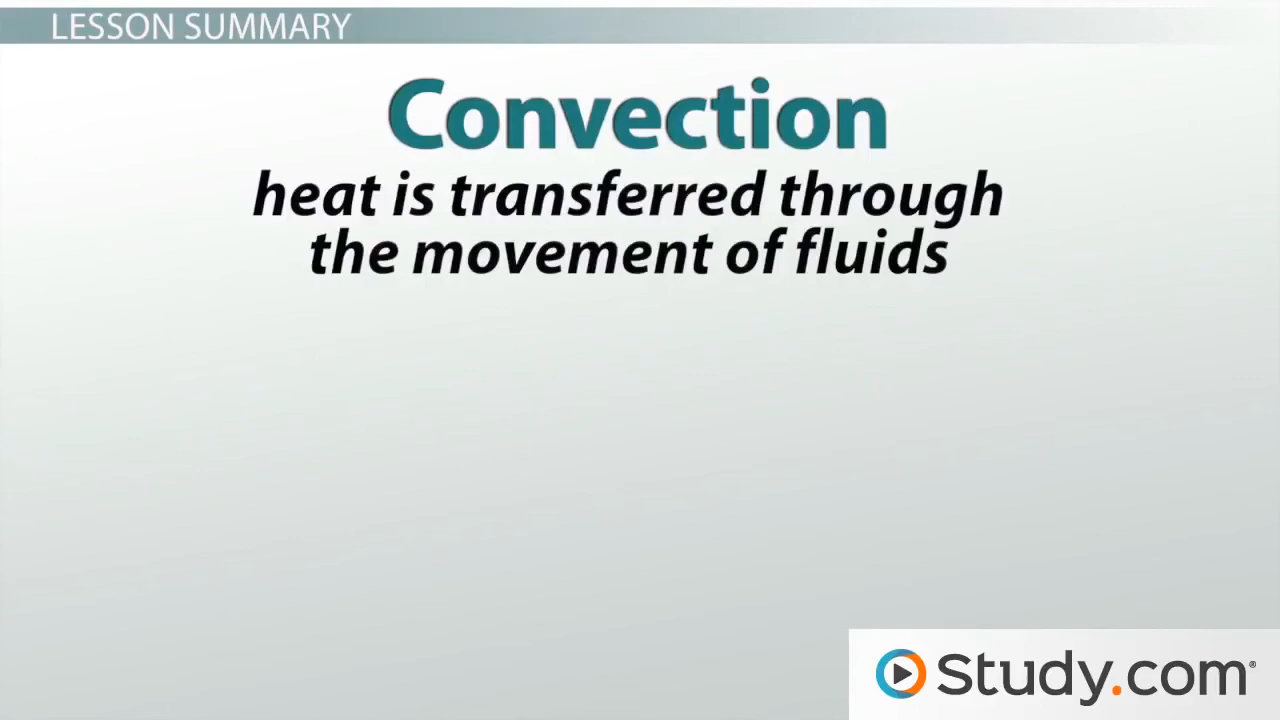 LESSON SUMMARY
Convection
heat is transferred through
the movement of fluids
Study.com®